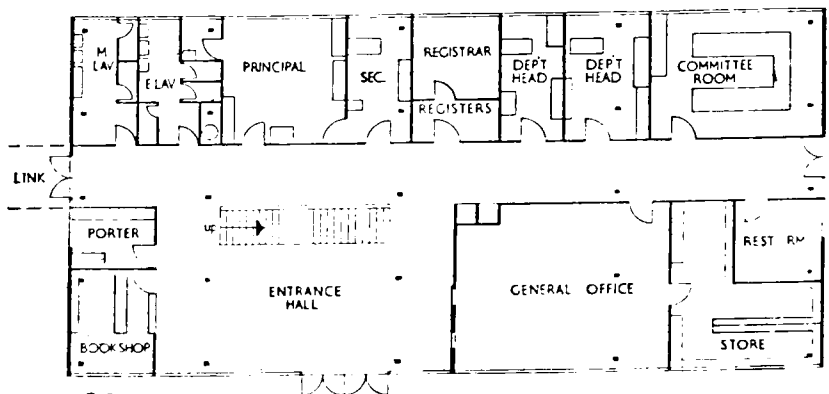 M
LAV
F. LAV
PRINCIPAL
SEC.
REGISTRAR
REGISTERS
DEP'T
HEAD
DEP'T
HEAD
COMMITTEE
ROOM
LINK
PORTER
UP
ENTRANCE
HALL
BOOKSHOP
GENERAL OFFICE
REST RM
STORE